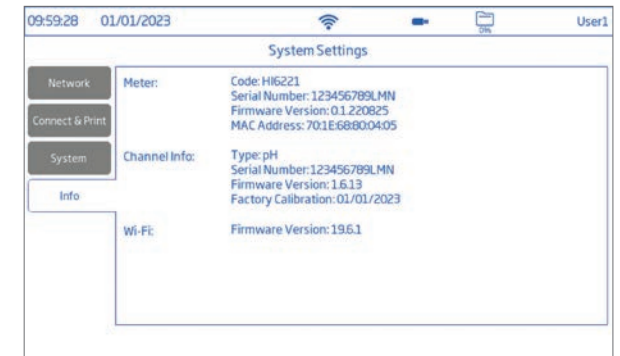 09:59:28 01/01/2023 0% User1
System Settings
Network
Connect & Print
System
Info
Meter: Code: HI6221
Serial Number: 123456789LMN
Firmware Version: 0.1.220825
MAC Address: 70:1E:68:80:04:05
Channel Info: Type: pH
Serial Number: 123456789LMN
Firmware Version: 1.6.13
Factory Calibration: 01/01/2023
Wi-Fi: Firmware Version: 19.6.1